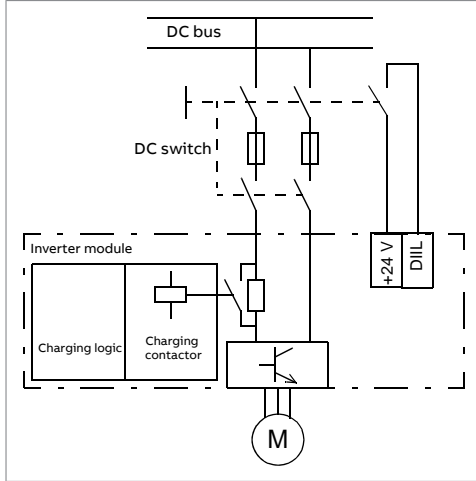 DC bus
DC switch
Inverter module
+24 V
DIIL
Charging logic
Charging
contactor
M